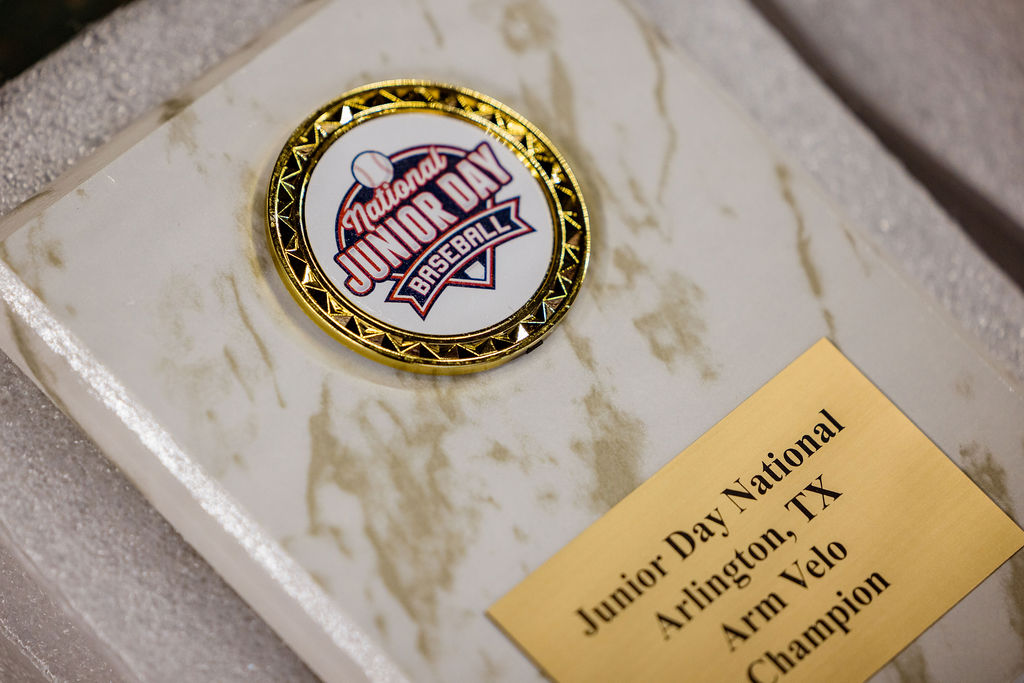 National
JUNIOR DAY
BASEBALL
Junior Day National
Arlington, TX
Arm Velo
Champion